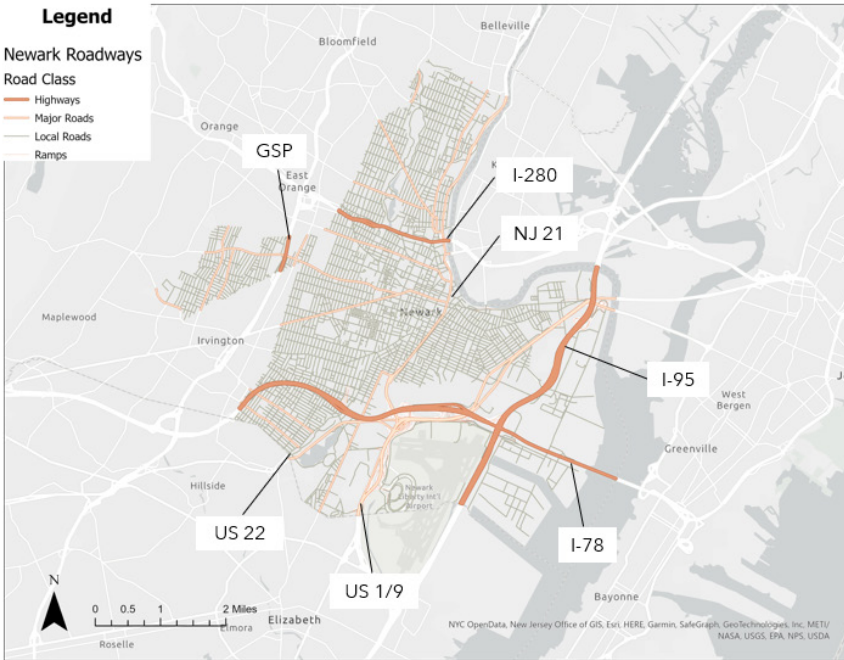 Legend
Newark Roadways
Road Class
Highways
Major Roads
Local Roads
Ramps
Belleville
Bloomfield
Orange
GSP
East
Orange
K
I-280
NJ 21
Newark
Maplewood
Irvington
I-95
West
Bergen
J
Greenville
Hillside
Newark
Liberty Int'l
Airport
US 22
I-78
US 1/9
Bayonne
N
0 0.5 1 2 Miles
Elmora
Elizabeth
Roselle
NYC OpenData, New Jersey Office of GIS, Esri, HERE, Garmin, SafeGraph, GeoTechnologies, Inc, METI/
NASA, USGS, EPA, NPS, USDA